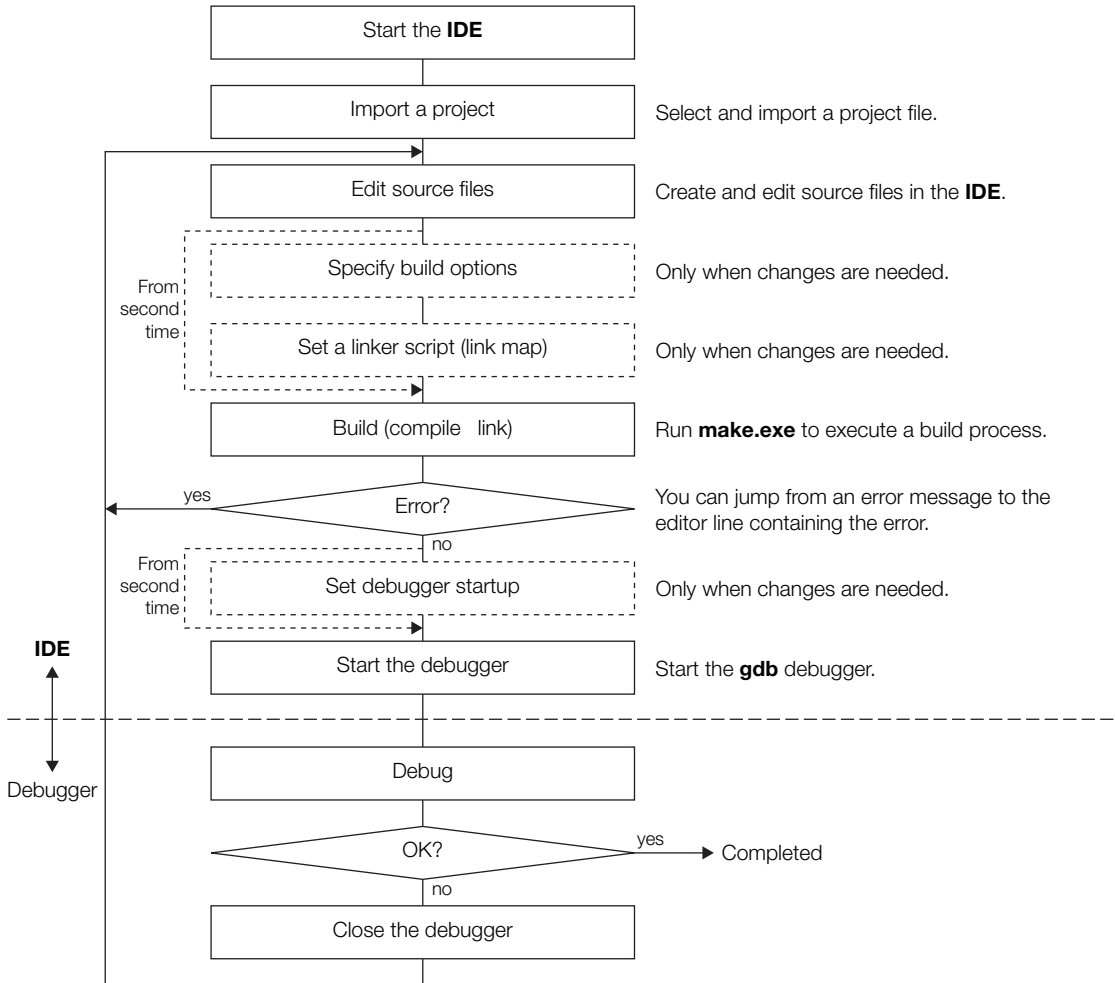 Start the IDE
Import a project
Select and import a project file.
Edit source files
Create and edit source files in the IDE.
Specify build options
Only when changes are needed.
From
second
time
Set a linker script (link map)
Only when changes are needed.
Build (compile link)
Run make.exe to execute a build process.
yes
Error?
You can jump from an error message to the
editor line containing the error.
no
From
second
time
Set debugger startup
Only when changes are needed.
IDE
Start the debugger
Start the gdb debugger.
Debug
Debugger
OK?
yes
Completed
no
Close the debugger